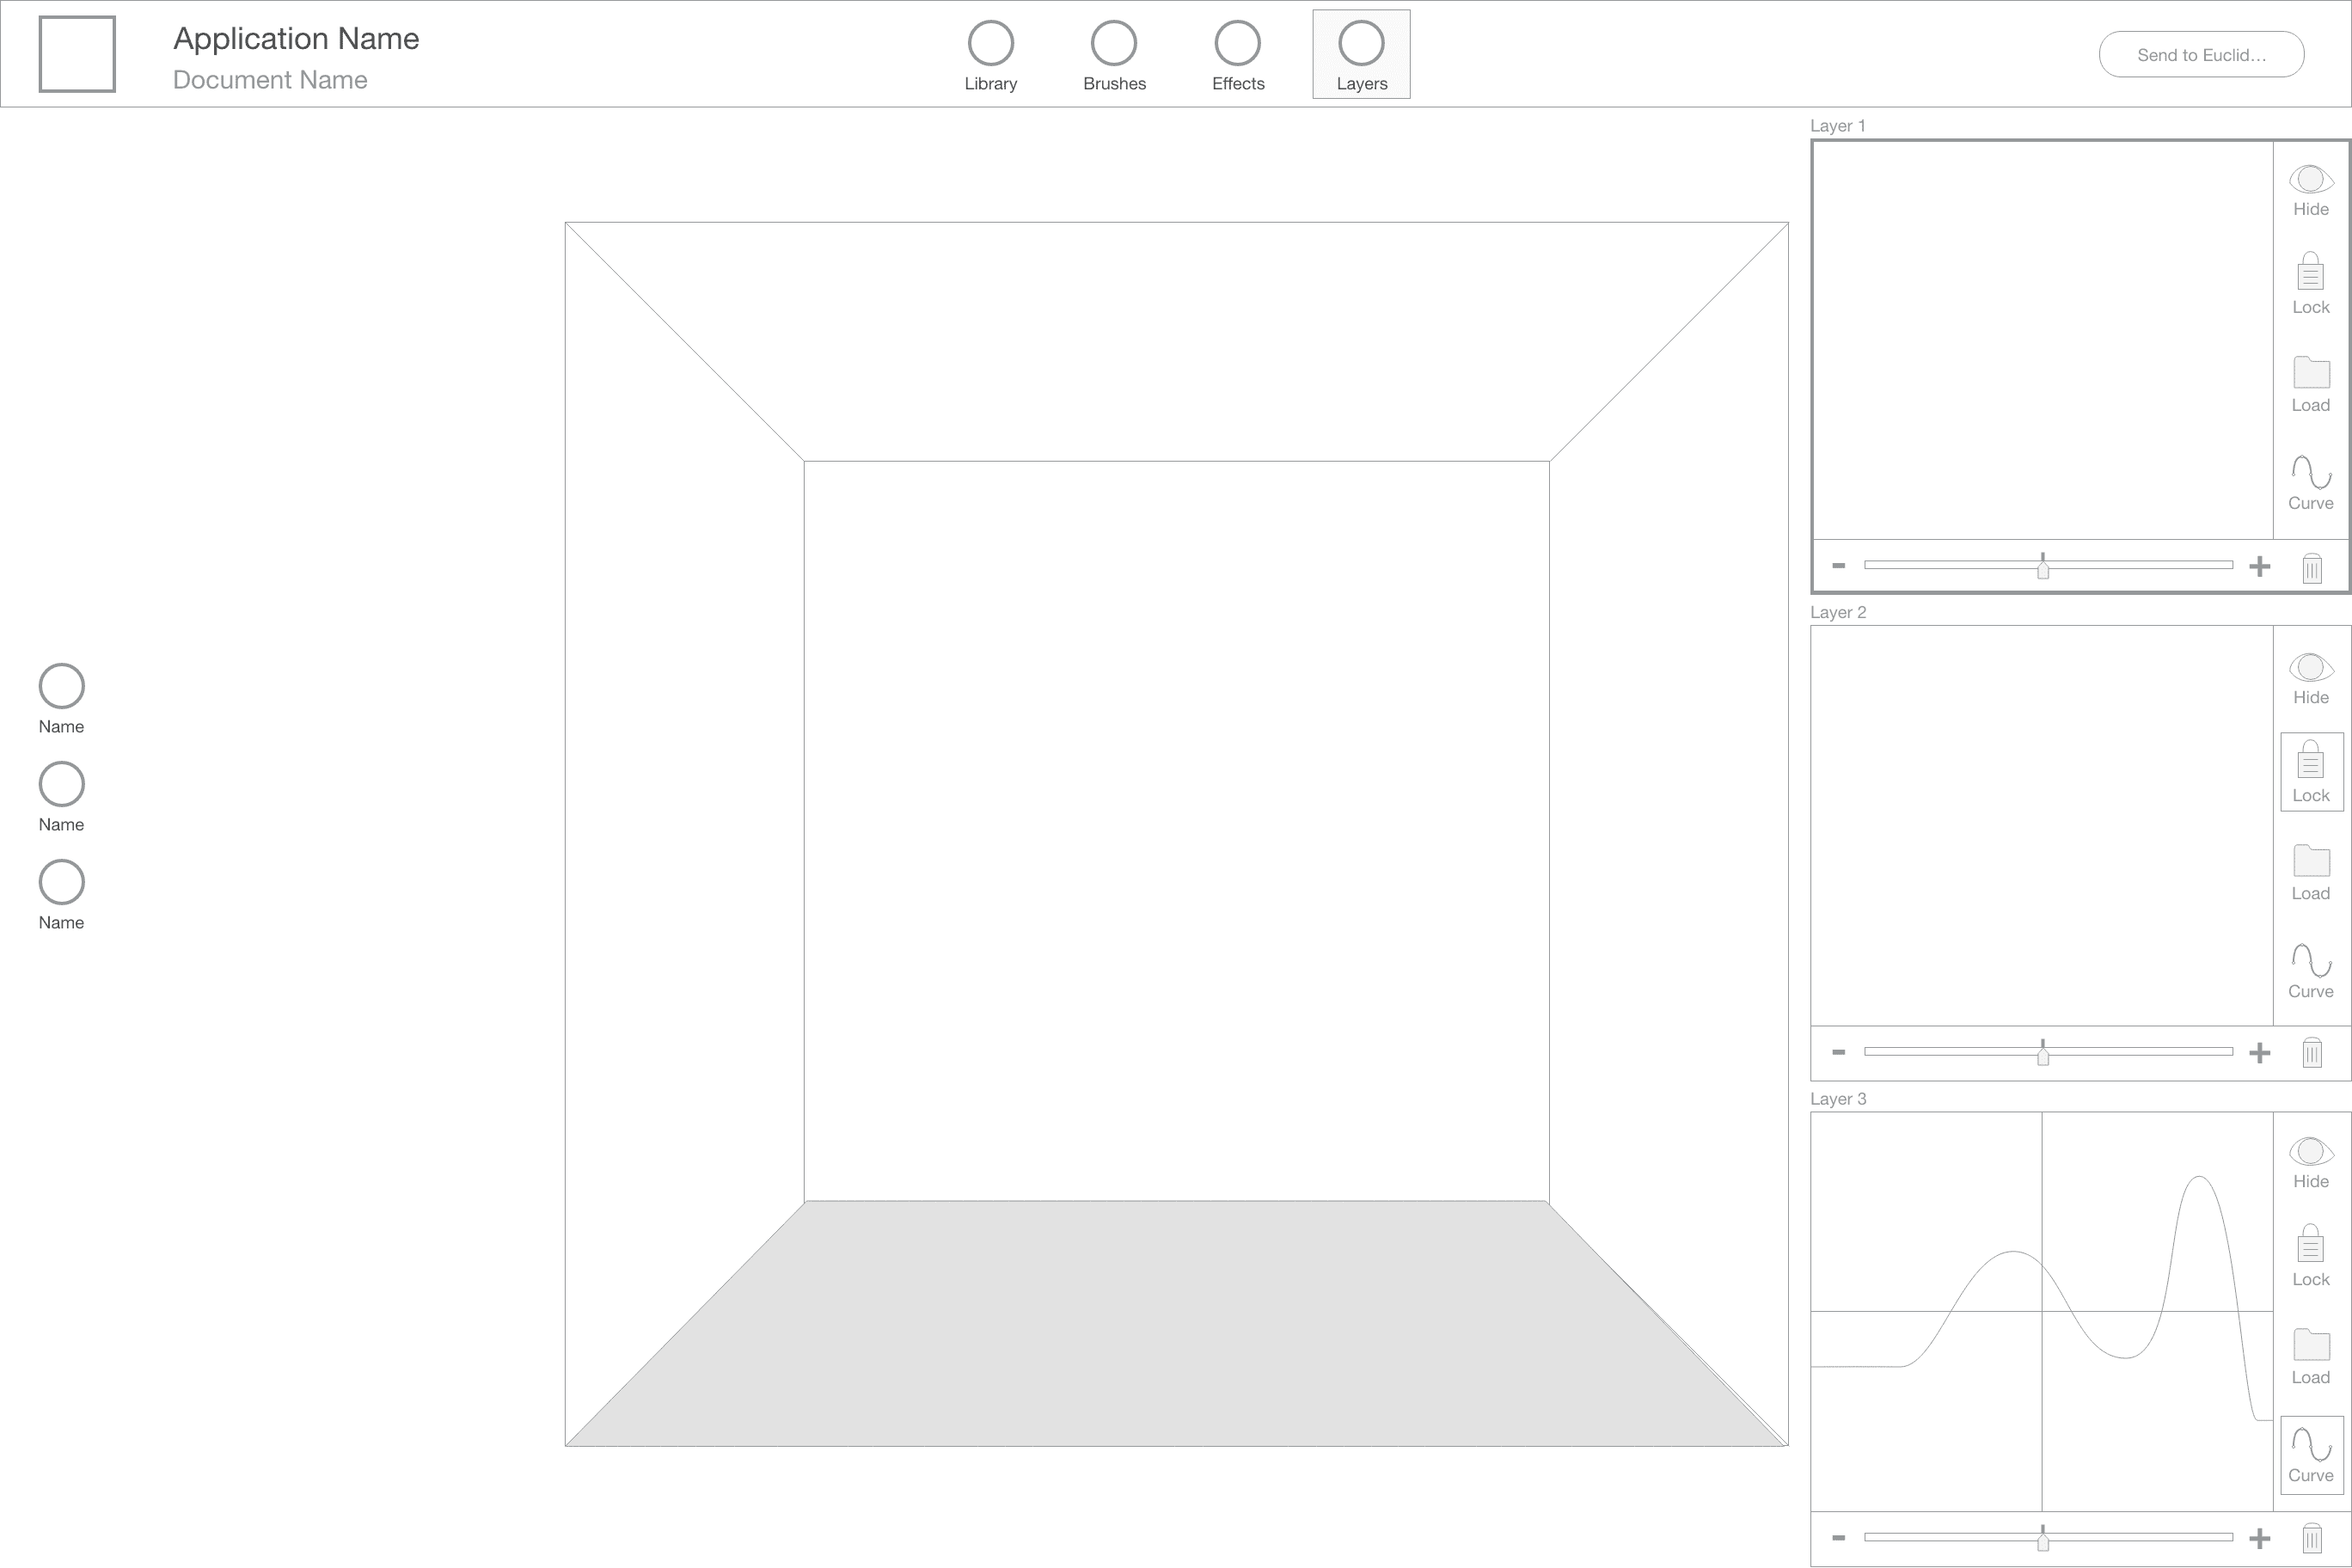 Application Name
Document Name
Library
Brushes
Effects
Layers
Send to Euclid...
Name
Name
Name
Layer 1
Hide
Lock
Load
Curve
Layer 2
Hide
Lock
Load
Curve
Layer 3
Hide
Lock
Load
Curve